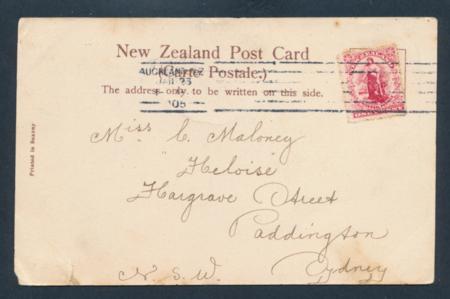 New Zealand Post Card
(Carte Postale.)
AUCKLAND N.Z.
'05
The address only to be written on this side.
Miss C. Maloney
Heloise
Hargrave Street
Paddington
Sydney
N. S. W.
Printed in Saxony